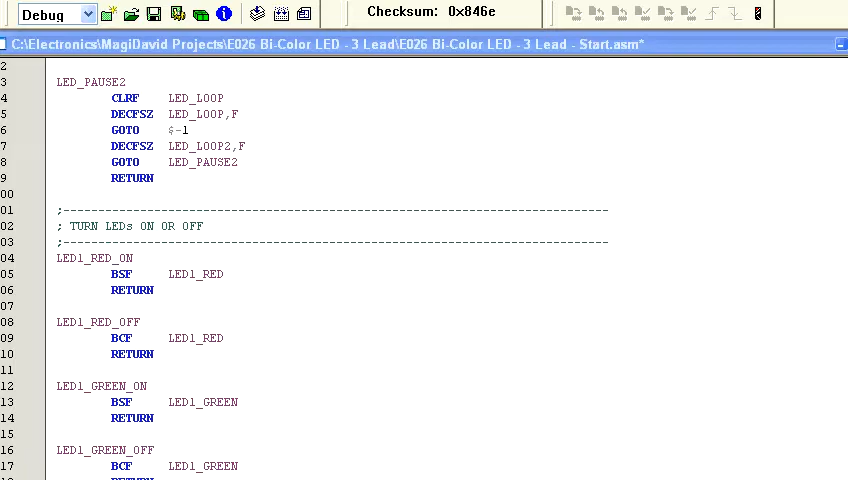 Debug Checksum: 0x846e
C:\Electronics\MagiDavid Projects\E026 Bi-Color LED - 3 Lead\E026 Bi-Color LED - 3 Lead - Start.asm*
2
3 LED_PAUSE2
4 CLRF LED_LOOP
5 DECFSZ LED_LOOP,F
6 GOTO $-1
7 DECFSZ LED_LOOP2,F
8 GOTO LED_PAUSE2
9 RETURN
00
01 ;------------------------------------------------------------------------------
02 ; TURN LEDs ON OR OFF
03 ;------------------------------------------------------------------------------
04 LED1_RED_ON
05 BSF LED1_RED
06 RETURN
07
08 LED1_RED_OFF
09 BCF LED1_RED
10 RETURN
11
12 LED1_GREEN_ON
13 BSF LED1_GREEN
14 RETURN
15
16 LED1_GREEN_OFF
17 BCF LED1_GREEN